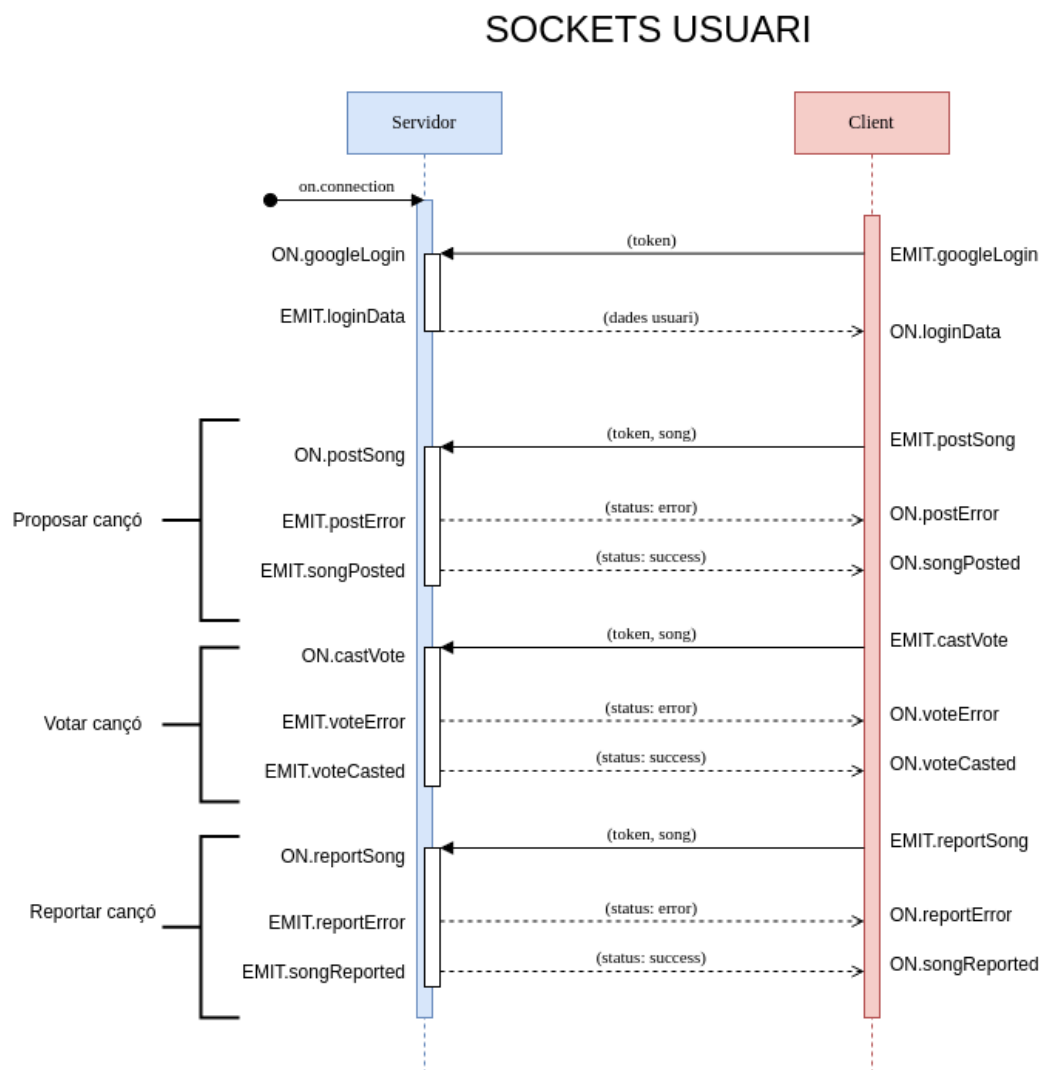 SOCKETS USUARI
Servidor
Client
on.connection
(token)
ON.googleLogin
EMIT.googleLogin
EMIT.loginData
(dades usuari)
ON.loginData
(token, song)
EMIT.postSong
ON.postSong
(status: error)
Proposar cançó
EMIT.postError
ON.postError
(status: success)
EMIT.songPosted
ON.songPosted
(token, song)
EMIT.castVote
ON.castVote
(status: error)
Votar cançó
EMIT.voteError
ON.voteError
(status: success)
EMIT.voteCasted
ON.voteCasted
(token, song)
EMIT.reportSong
ON.reportSong
(status: error)
Reportar cançó
EMIT.reportError
ON.reportError
(status: success)
EMIT.songReported
ON.songReported